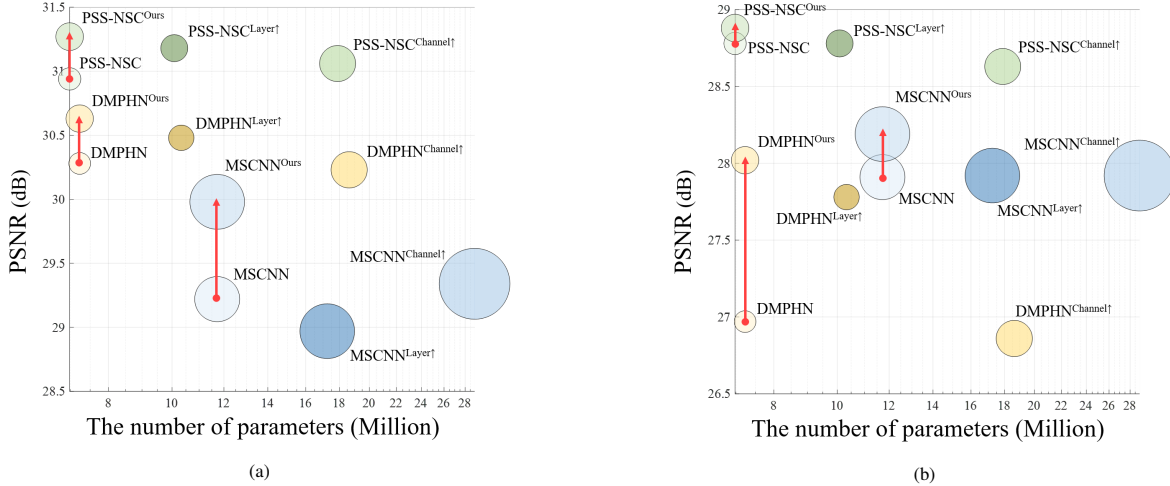 31.5
31
30.5
30
29.5
29
28.5
PSNR (dB)
PSS-NSC^Ours
PSS-NSC^Layer↑
PSS-NSC^Channel↑
PSS-NSC
DMPHN^Ours
DMPHN^Layer↑
DMPHN
DMPHN^Channel↑
MSCNN^Ours
MSCNN^Channel↑
MSCNN
MSCNN^Layer↑
8 10 12 14 16 18 20 22 24 26 28
The number of parameters (Million)
(a)
29
28.5
28
27.5
27
26.5
PSNR (dB)
PSS-NSC^Ours
PSS-NSC^Layer↑
PSS-NSC
PSS-NSC^Channel↑
MSCNN^Ours
DMPHN^Ours
MSCNN^Channel↑
MSCNN
MSCNN^Layer↑
DMPHN^Layer↑
DMPHN
DMPHN^Channel↑
8 10 12 14 16 18 20 22 24 26 28
The number of parameters (Million)
(b)